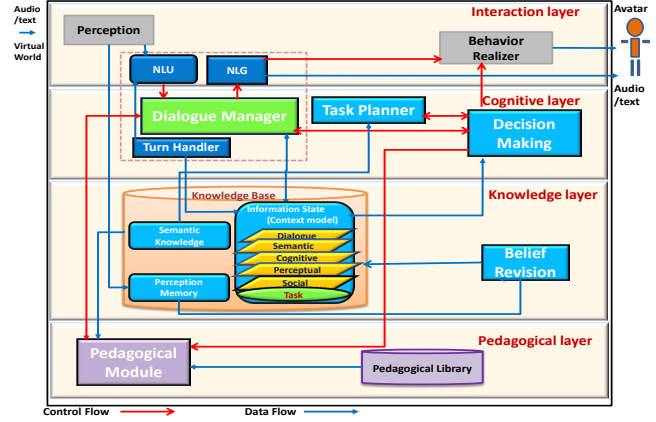 Audio
/text
Virtual
World
Interaction layer
Avatar
Perception
Behavior
Realizer
NLU
NLG
Audio/
text
Cognitive layer
Dialogue Manager
Task Planner
Decision
Making
Turn Handler
Knowledge layer
Knowledge Base
Information State
(Context model)
Semantic
Knowledge
Dialogue
Semantic
Cognitive
Perceptual
Social
Task
Belief
Revision
Perception
Memory
Pedagogical layer
Pedagogical
Module
Pedagogical Library
Control Flow
Data Flow